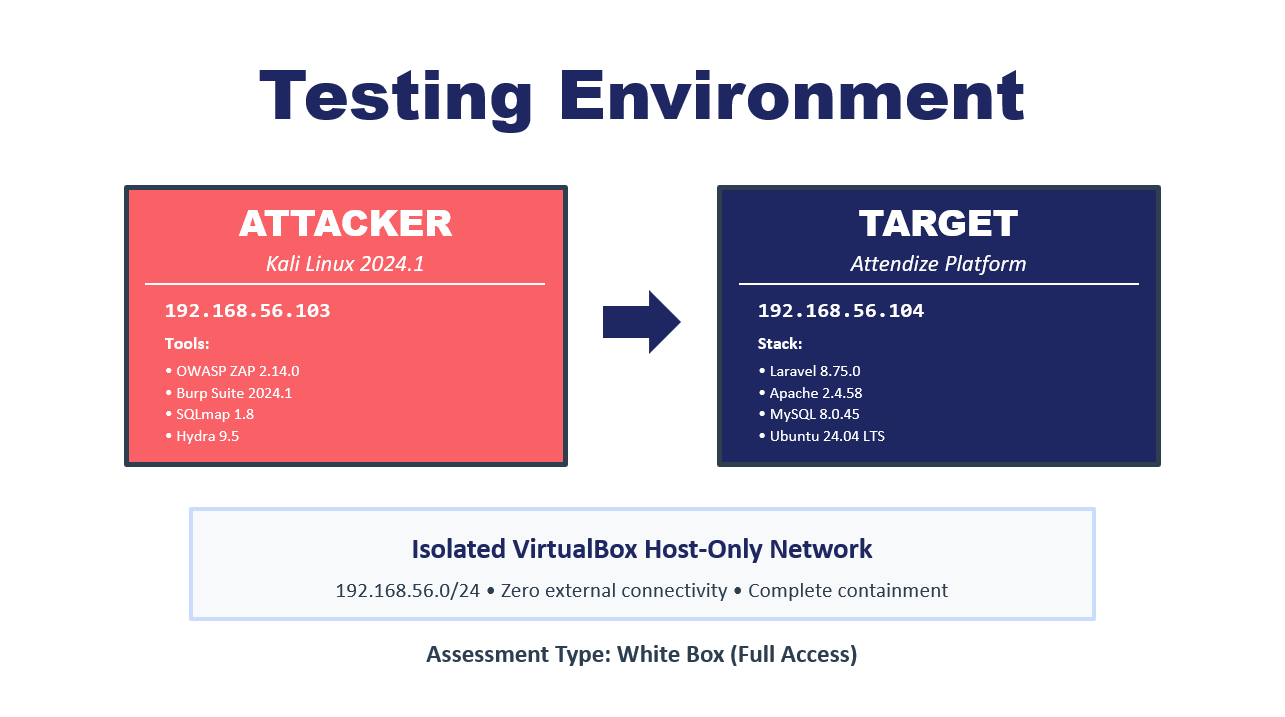 Testing Environment
ATTACKER
Kali Linux 2024.1
192.168.56.103
Tools:
• OWASP ZAP 2.14.0
• Burp Suite 2024.1
• SQLmap 1.8
• Hydra 9.5
TARGET
Attendize Platform
192.168.56.104
Stack:
• Laravel 8.75.0
• Apache 2.4.58
• MySQL 8.0.45
• Ubuntu 24.04 LTS
Isolated VirtualBox Host-Only Network
192.168.56.0/24 • Zero external connectivity • Complete containment
Assessment Type: White Box (Full Access)